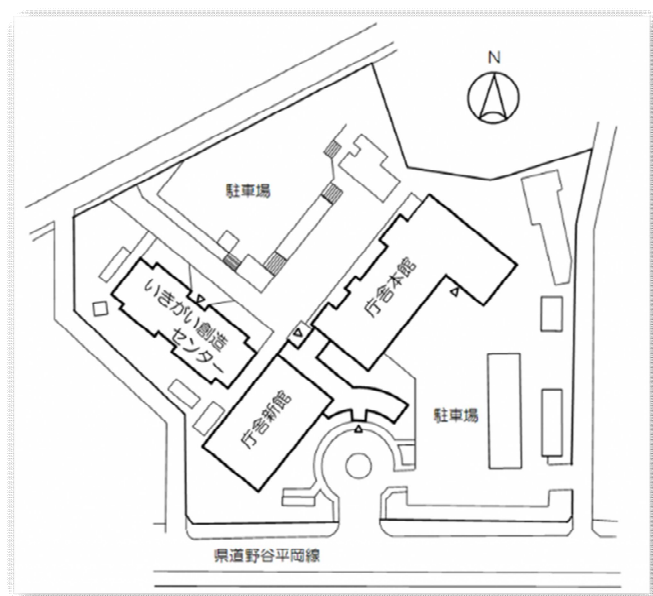 N
駐車場
庁舎本館
いきがい創造
センター
庁舎新館
駐車場
県道野谷平岡線